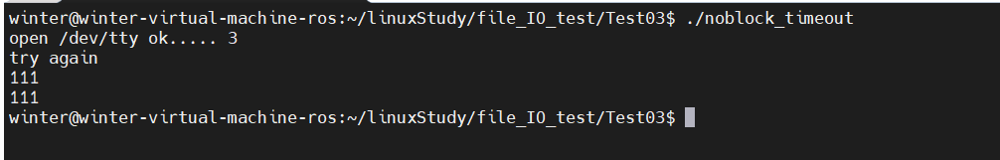 winter@winter-virtual-machine-ros:~/linuxStudy/file_IO_test/Test03$ ./noblock_timeout
open /dev/tty ok..... 3
try again
111
111
winter@winter-virtual-machine-ros:~/linuxStudy/file_IO_test/Test03$